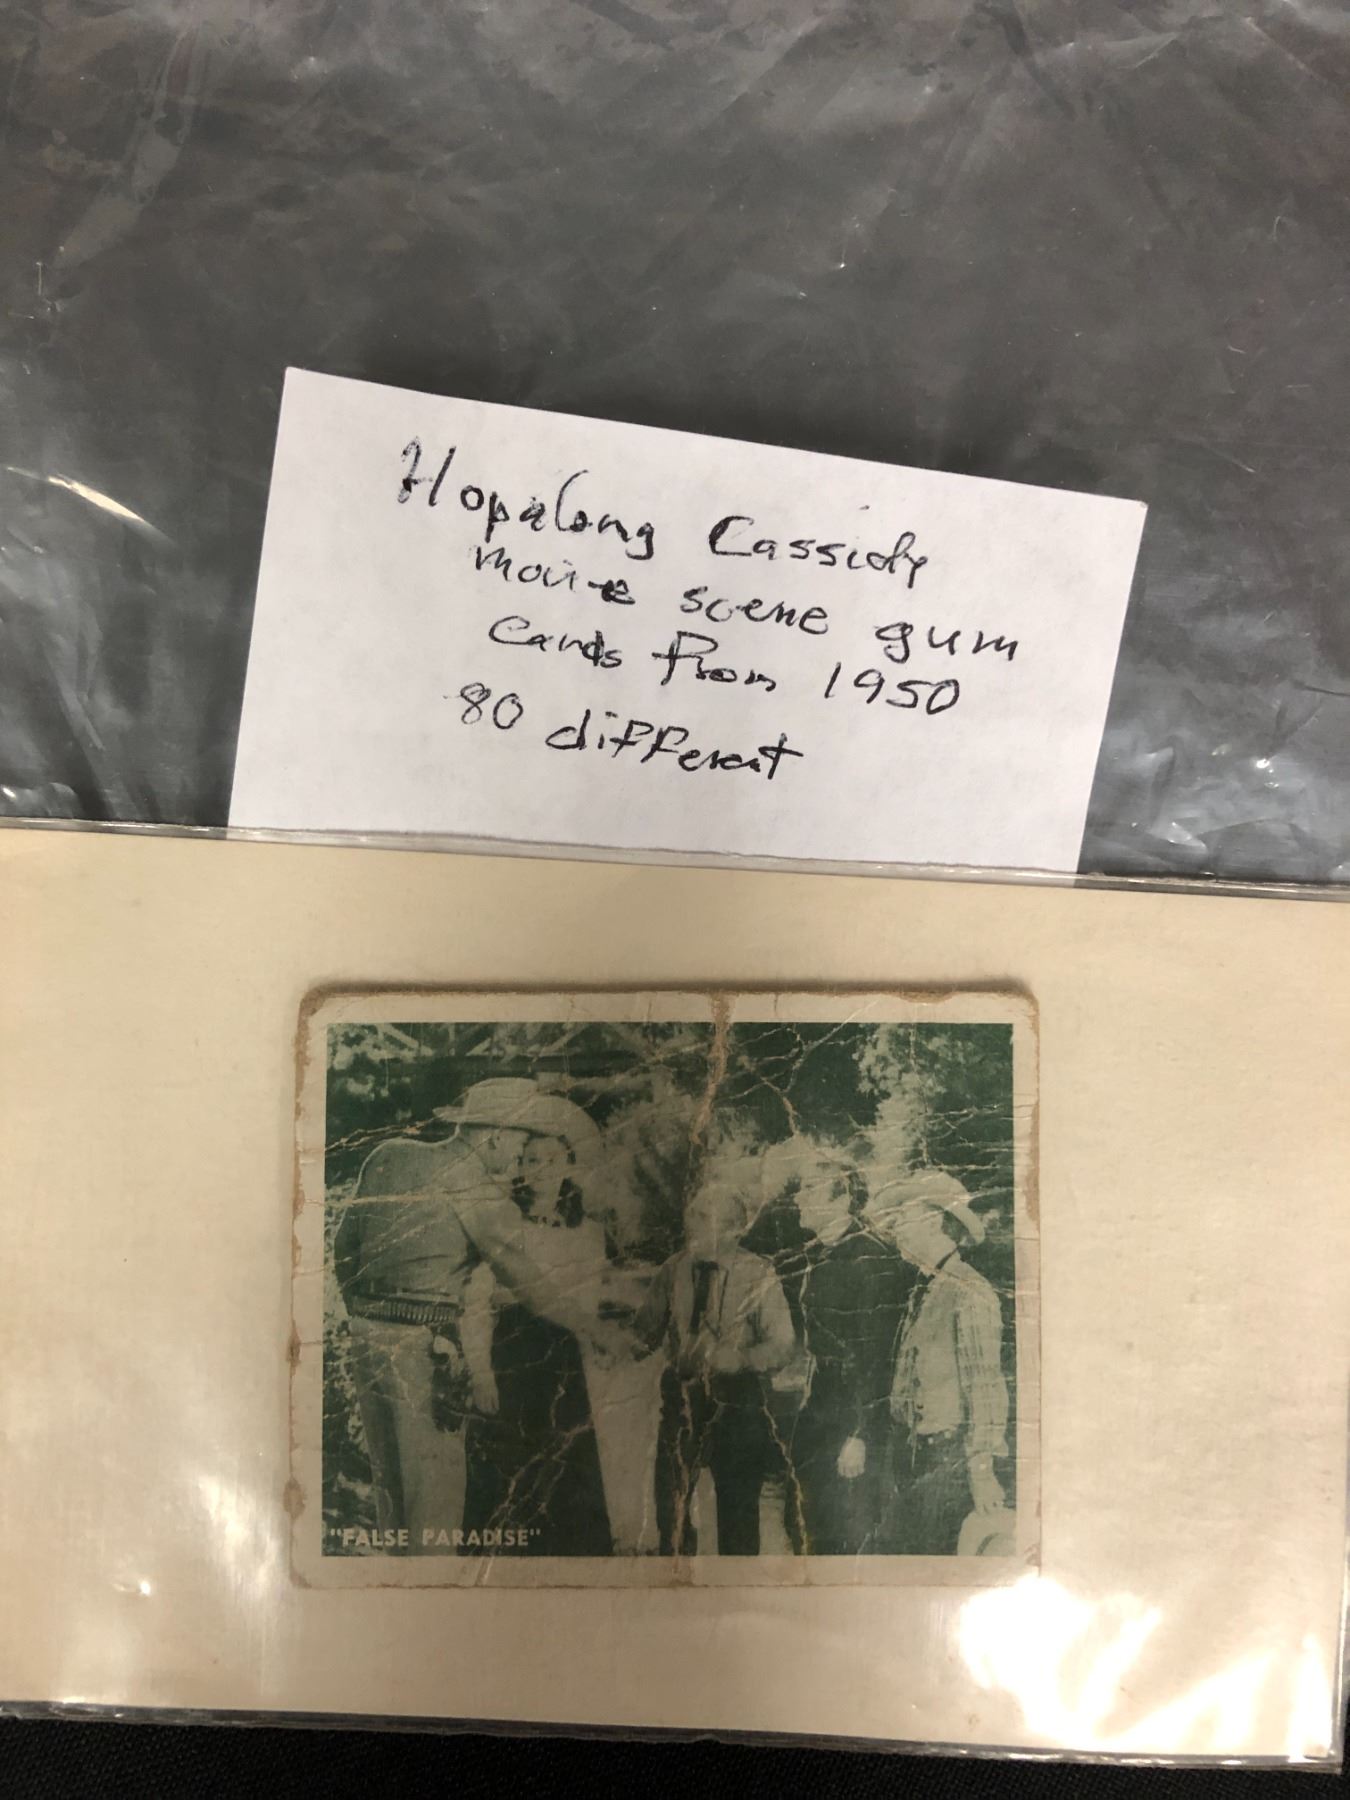 Hopalong Cassidy
movie scene gum
cards from 1950
80 different
"FALSE PARADISE"